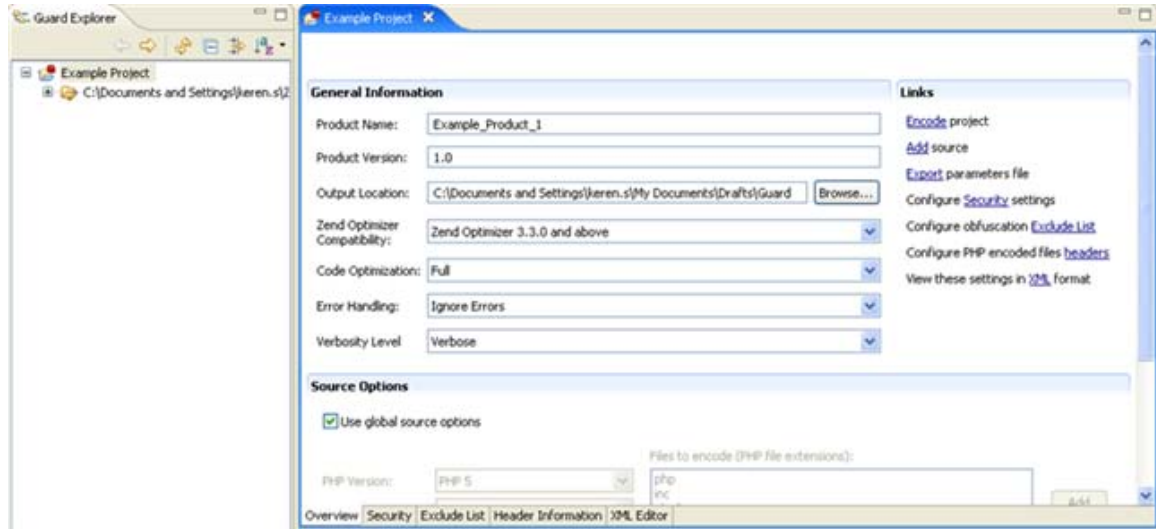 Guard Explorer
Example Project
C:\Documents and Settings\keren.s\Z
Example Project
General Information
Product Name: Example_Product_1
Product Version: 1.0
Output Location: C:\Documents and Settings\keren.s\My Documents\Drafts\Guard Browse...
Zend Optimizer Compatibility: Zend Optimizer 3.3.0 and above
Code Optimization: Full
Error Handling: Ignore Errors
Verbosity Level Verbose
Links
Encode project
Add source
Export parameters file
Configure Security settings
Configure obfuscation Exclude List
Configure PHP encoded files headers
View these settings in XML format
Source Options
Use global source options
Files to encode (PHP file extensions):
PHP Version: PHP 5
php
inc
Add
Overview Security Exclude List Header Information XML Editor